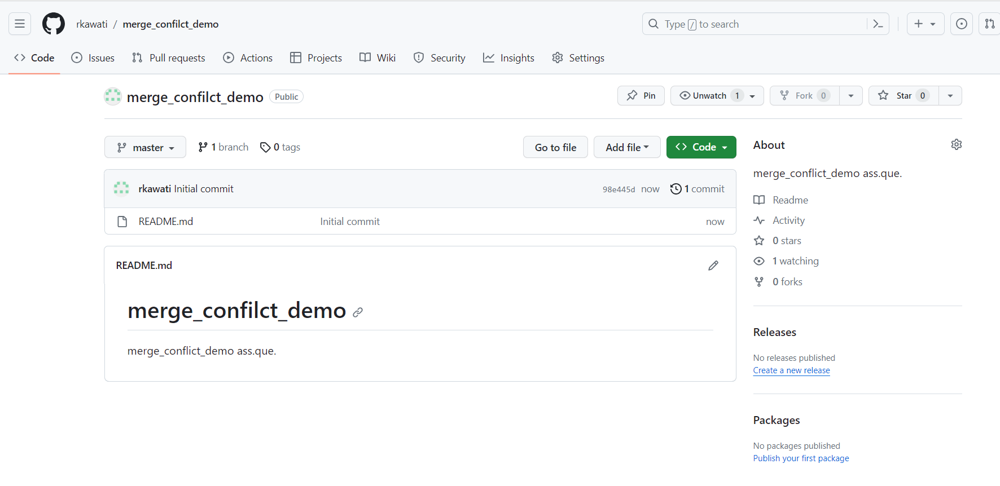 rkawati / merge_confilct_demo
Type / to search
Code Issues Pull requests Actions Projects Wiki Security Insights Settings
merge_confilct_demo Public
Pin Unwatch 1 Fork 0 Star 0
master 1 branch 0 tags Go to file Add file Code
rkawati Initial commit 98e445d now 1 commit
README.md Initial commit now
README.md
merge_confilct_demo
merge_conflict_demo ass.que.
About
merge_conflict_demo ass.que.
Readme
Activity
0 stars
1 watching
0 forks
Releases
No releases published
Create a new release
Packages
No packages published
Publish your first package